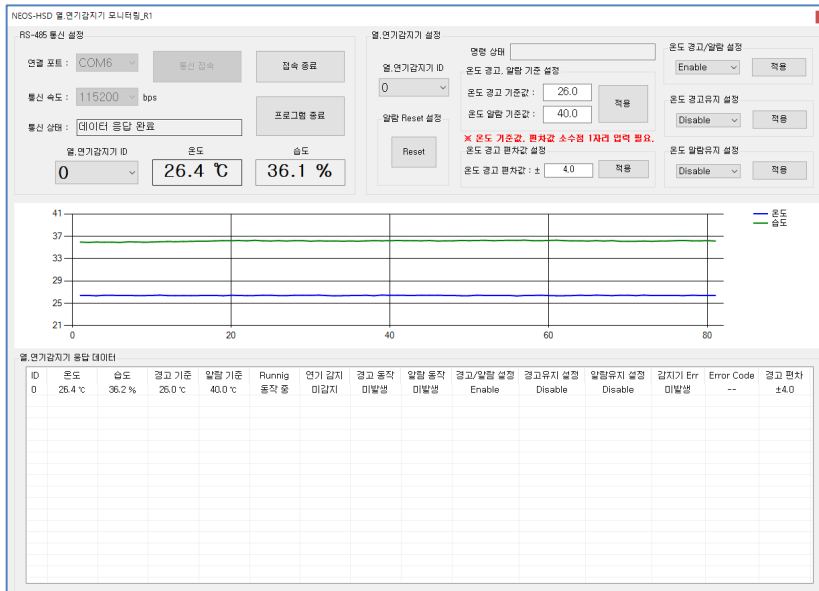 NEOS-HSD 열,연기감지기 모니터링_R1
RS-485 통신 설정
연결 포트 : COM6 통신 접속 접속 종료
통신 속도 : 115200 bps
프로그램 종료
통신 상태 : 데이터 응답 완료
열,연기감지기 ID 온도 습도
0 26.4 ℃ 36.1 %
열,연기감지기 설정
명령 상태
열,연기감지기 ID
0
알람 Reset 설정
Reset
온도 경고, 알람 기준 설정
온도 경고 기준값 : 26.0
온도 알람 기준값 : 40.0
적용
※ 온도 기준값, 편차값 소수점 1자리 입력 필요.
온도 경고 편차값 설정
온도 경고 편차값 : ± 4.0 적용
온도 경고/알람 설정
Enable 적용
온도 경고유지 설정
Disable 적용
온도 알람유지 설정
Disable 적용
41
37
33
29
25
21
0 20 40 60 80
온도
습도
열,연기감지기 응답 데이터
ID 온도 습도 경고 기준 알람 기준 Runnig 연기 감지 경고 동작 알람 동작 경고/알람 설정 경고유지 설정 알람유지 설정 감지기 Err Error Code 경고 편차
0 26.4 ℃ 36.2 % 26.0 ℃ 40.0 ℃ 동작 중 미감지 미발생 미발생 Enable Disable Disable 미발생 -- ±4.0